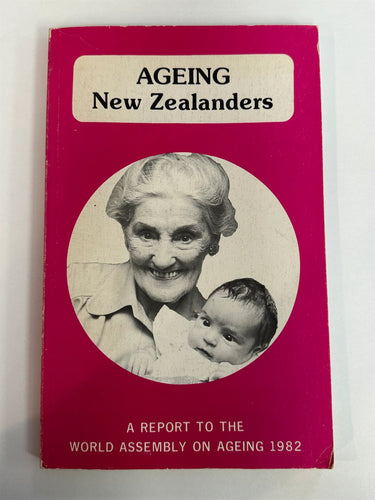 AGEING
New Zealanders
A REPORT TO THE
WORLD ASSEMBLY ON AGEING 1982